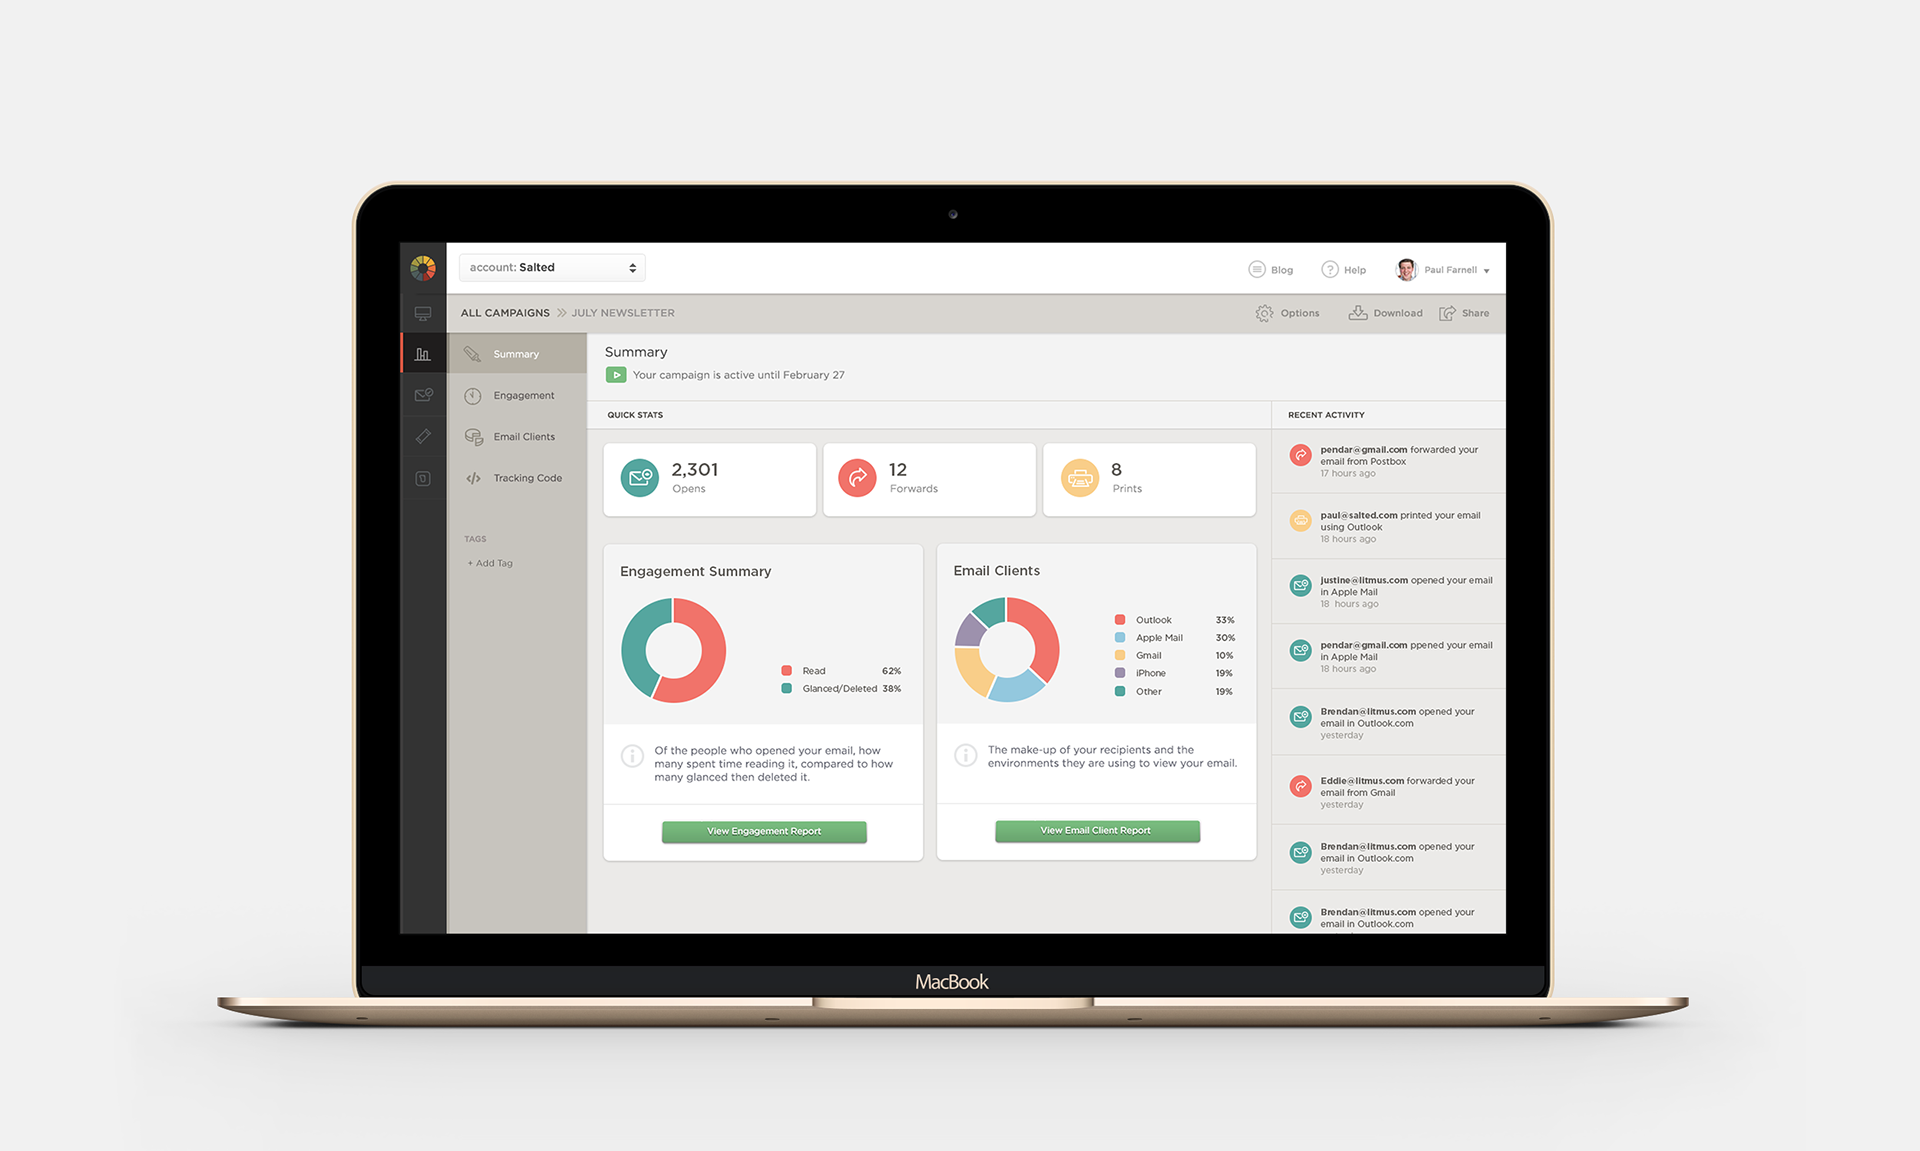 account: Salted
Blog
Help
Paul Farnell
ALL CAMPAIGNS
JULY NEWSLETTER
Options
Download
Share
Summary
Engagement
Email Clients
Tracking Code
TAGS
+ Add Tag
Summary
Your campaign is active until February 27
QUICK STATS
2,301
Opens
12
Forwards
8
Prints
Engagement Summary
Read 62%
Glanced/Deleted 38%
Of the people who opened your email, how
many spent time reading it, compared to how
many glanced then deleted it.
View Engagement Report
Email Clients
Outlook 33%
Apple Mail 30%
Gmail 10%
iPhone 19%
Other 19%
The make-up of your recipients and the
environments they are using to view your email.
View Email Client Report
RECENT ACTIVITY
pendar@gmail.com forwarded your
email from Postbox
17 hours ago
paul@salted.com printed your email
using Outlook
18 hours ago
justine@litmus.com opened your email
in Apple Mail
18 hours ago
pendar@gmail.com ppened your email
in Apple Mail
18 hours ago
Brendan@litmus.com opened your
email in Outlook.com
yesterday
Eddie@litmus.com forwarded your
email from Gmail
yesterday
Brendan@litmus.com opened your
email in Outlook.com
yesterday
Brendan@litmus.com opened your
email in Outlook.com
MacBook